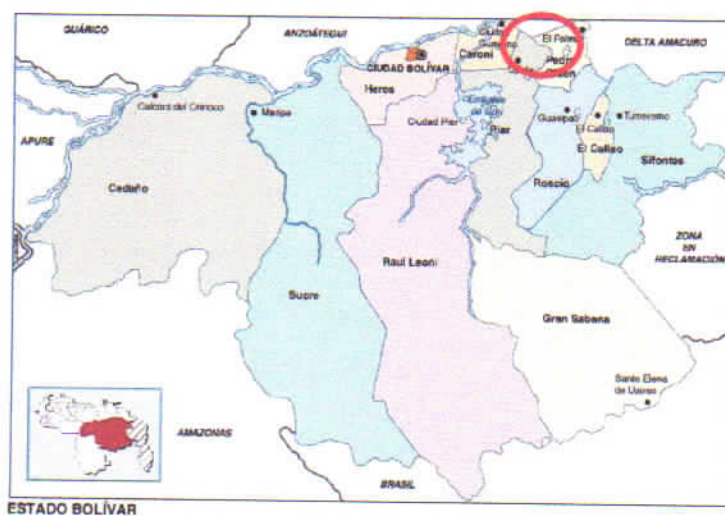 GUÁRICO
ANZOÁTEGUI
DELTA AMACURO
CIUDAD BOLÍVAR
Caroní
El Palmar
Heres
Caicara del Orinoco
Maripa
Ciudad Piar
Piar
Guasipati
El Callao
Tumeremo
APURE
El Callao
Sifontes
Cedeño
Roscio
ZONA
EN
RECLAMACIÓN
Raul Leoni
Sucre
Gran Sabana
Santa Elena
de Uairen
AMAZONAS
BRASIL
ESTADO BOLÍVAR